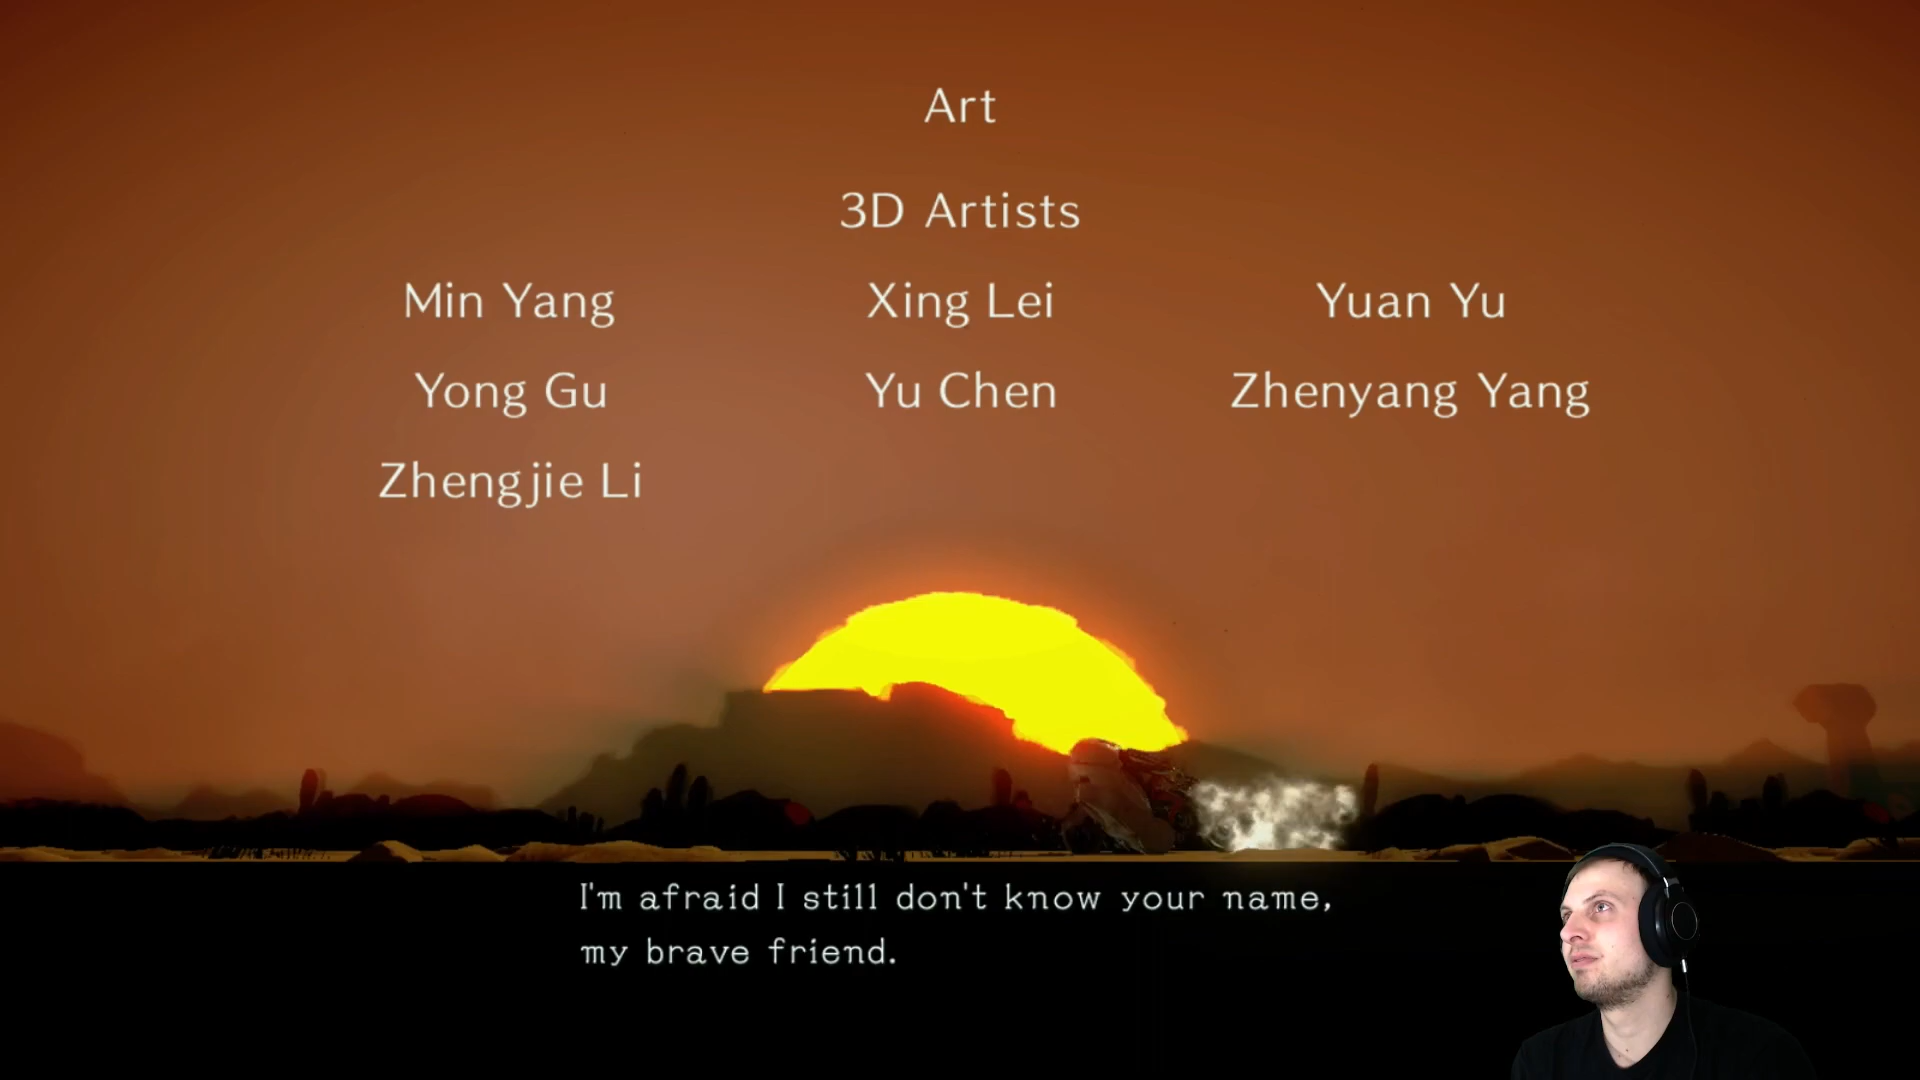 Art
3D Artists
Min Yang Xing Lei Yuan Yu
Yong Gu Yu Chen Zhenyang Yang
Zhengjie Li
I'm afraid I still don't know your name,
my brave friend.